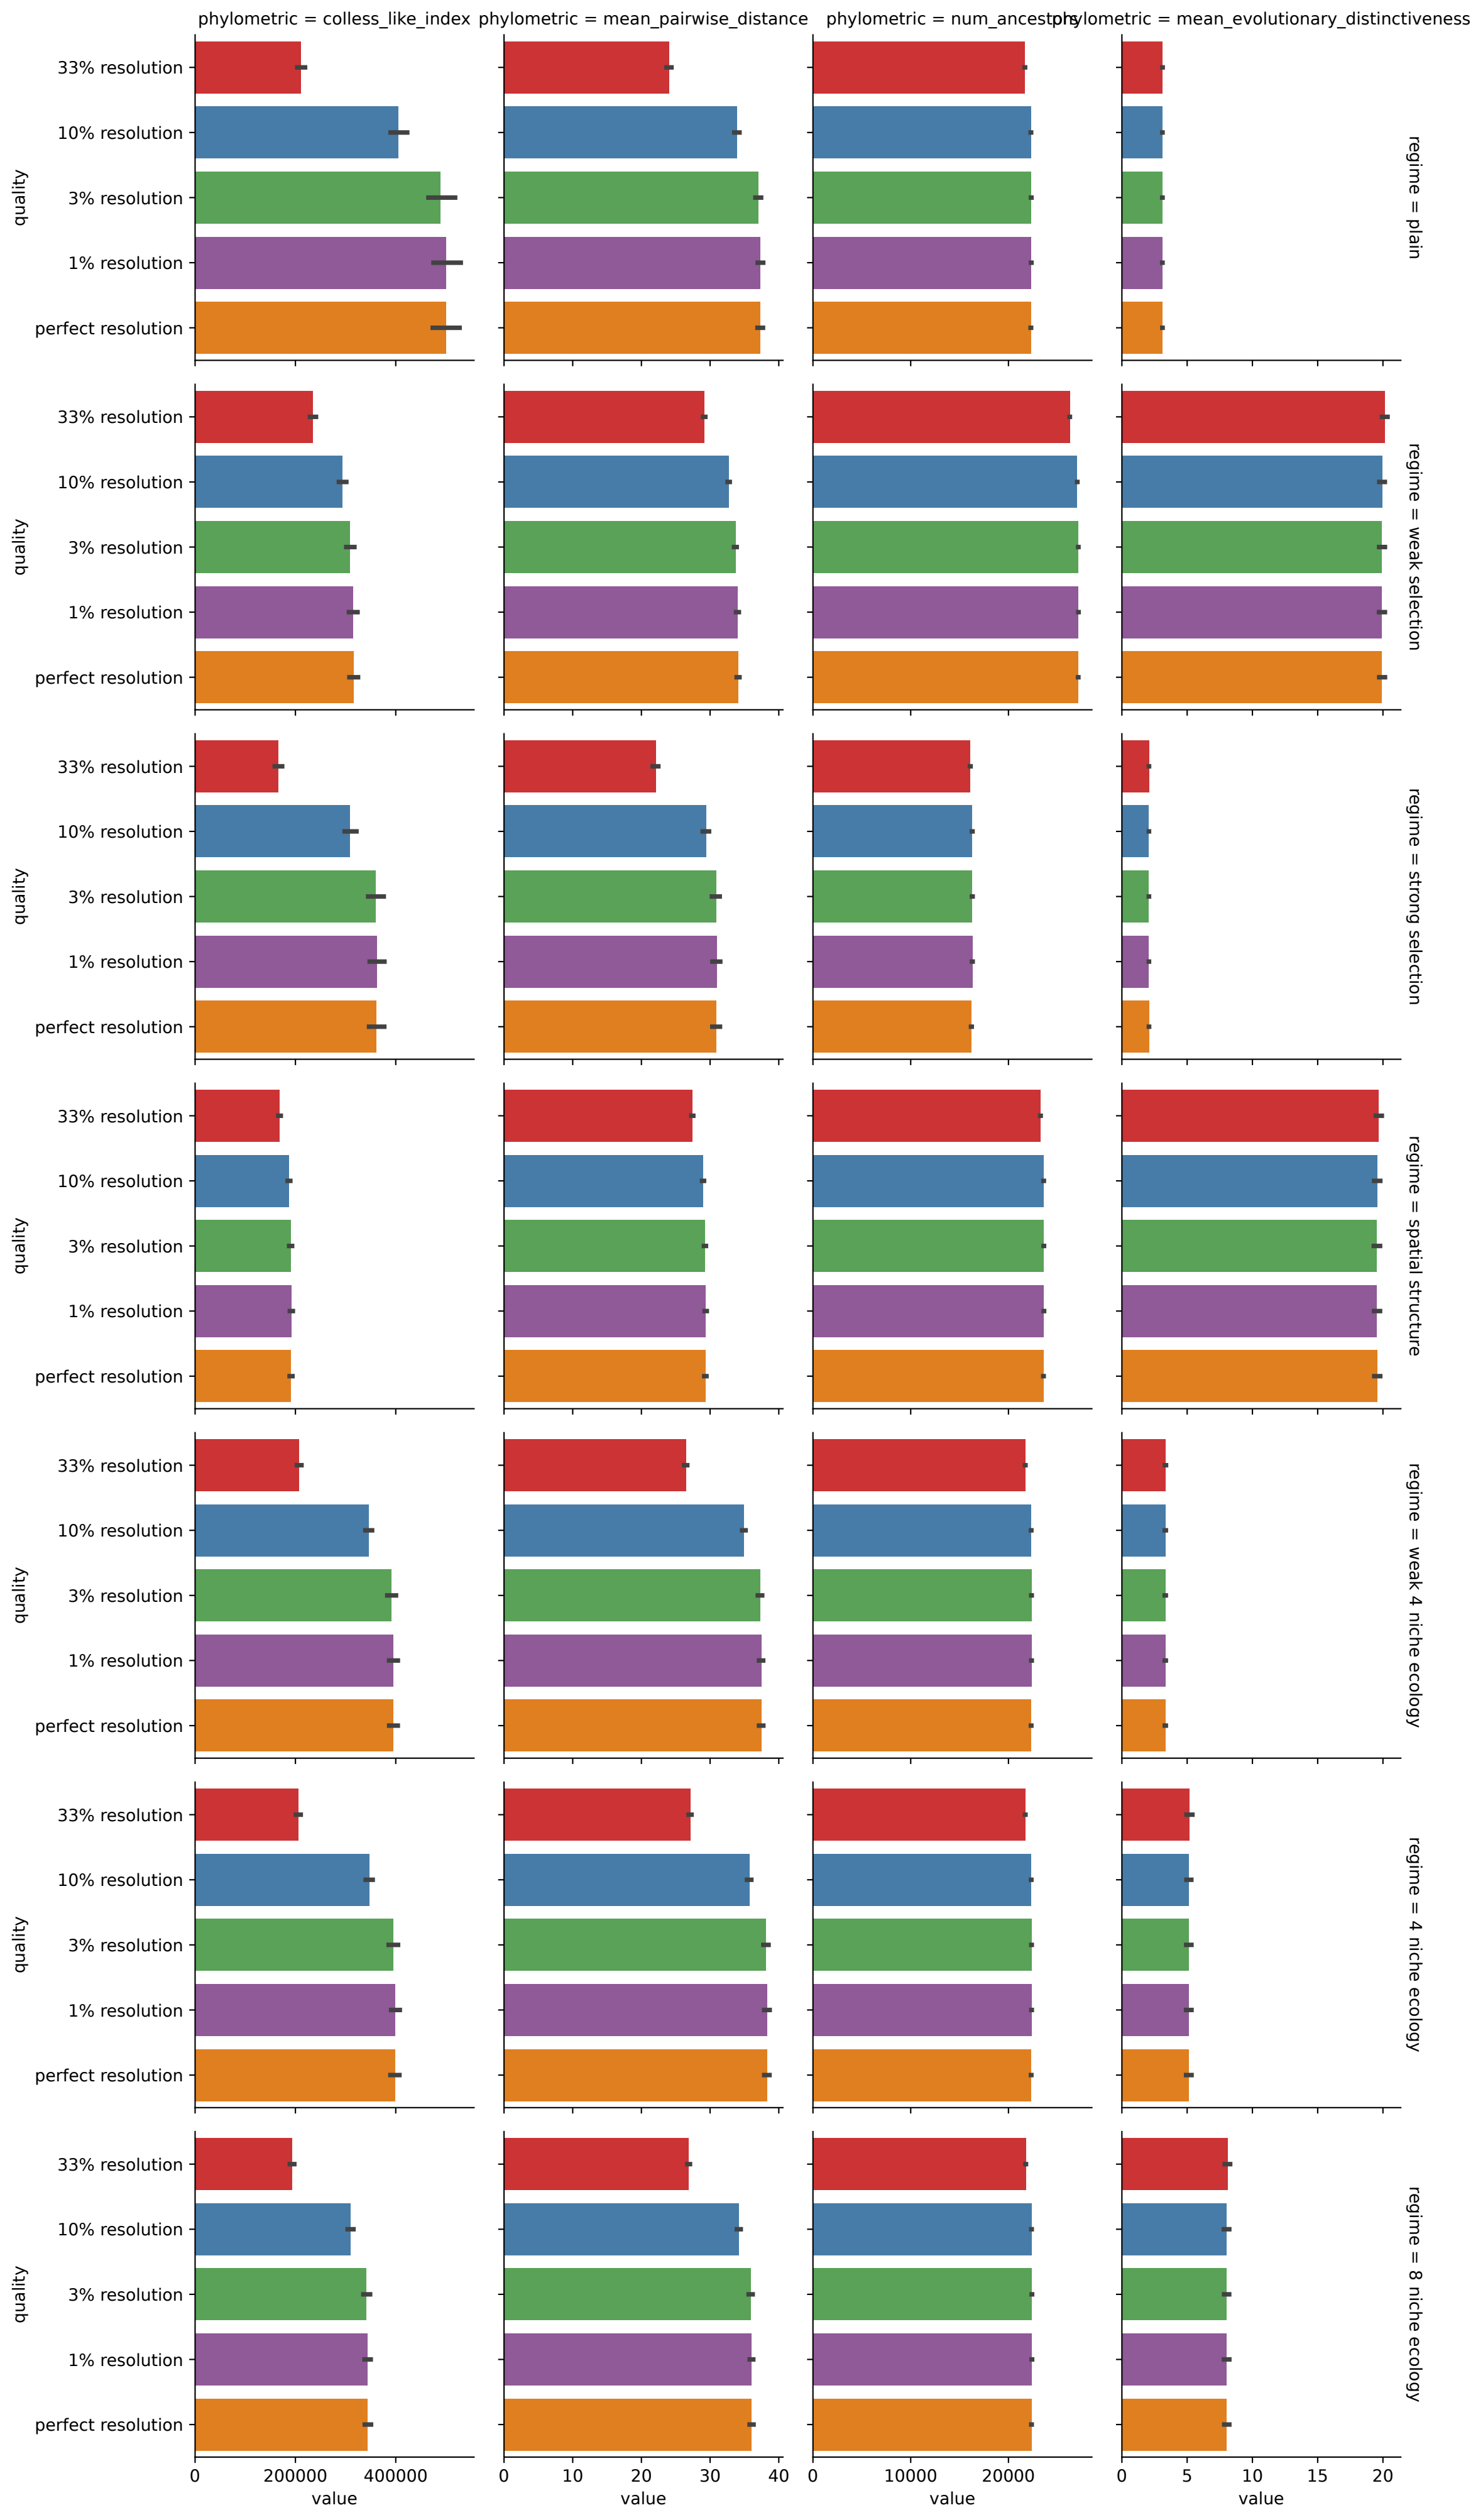 phylometric = colless_like_index
phylometric = mean_pairwise_distance
phylometric = num_ancestors
phylometric = mean_evolutionary_distinctiveness
quality
33% resolution
10% resolution
3% resolution
1% resolution
perfect resolution
regime = plain
quality
33% resolution
10% resolution
3% resolution
1% resolution
perfect resolution
regime = weak selection
quality
33% resolution
10% resolution
3% resolution
1% resolution
perfect resolution
regime = strong selection
quality
33% resolution
10% resolution
3% resolution
1% resolution
perfect resolution
regime = spatial structure
quality
33% resolution
10% resolution
3% resolution
1% resolution
perfect resolution
regime = weak 4 niche ecology
quality
33% resolution
10% resolution
3% resolution
1% resolution
perfect resolution
regime = 4 niche ecology
quality
33% resolution
10% resolution
3% resolution
1% resolution
perfect resolution
regime = 8 niche ecology
0 200000 400000
0 10 20 30 40
0 10000 20000
0 5 10 15 20
value
value
value
value